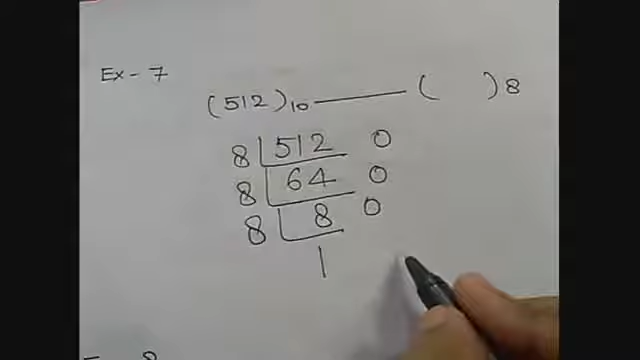 Ex - 7
(512)10 ——— (    )8
8 | 512 0
8 | 64 0
8 | 8 0
1